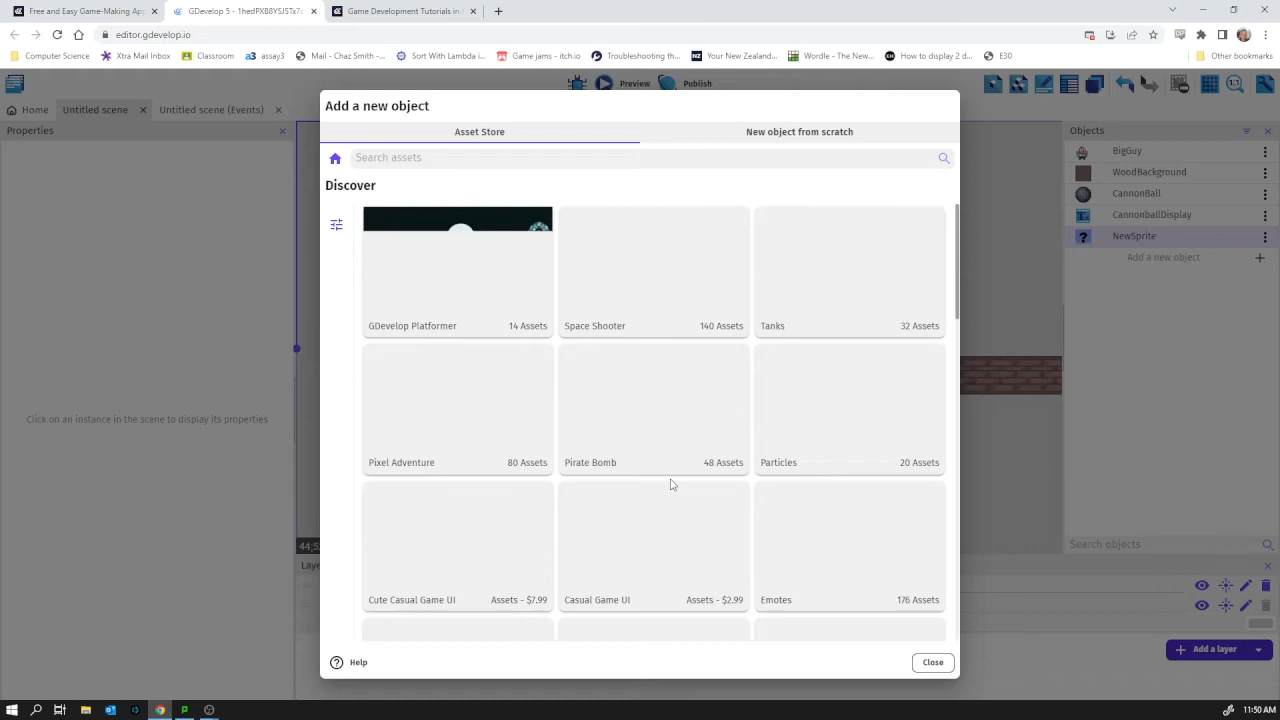 Free and Easy Game-Making App
GDevelop 5 - 1hedPXB8YSJSTx7
Game Development Tutorials in
editor.gdevelop.io
Computer Science
Xtra Mail Inbox
Classroom
assay3
Mail - Chaz Smith -...
Sort With Lambda i...
Game jams - itch.io
Troubleshooting th...
Your New Zealand...
Wordle - The New...
How to display 2 d...
E30
Other bookmarks
Preview
Publish
Home
Untitled scene
Untitled scene (Events)
Properties
Click on an instance in the scene to display its properties
Add a new object
Asset Store
New object from scratch
Search assets
Discover
GDevelop Platformer 14 Assets
Space Shooter 140 Assets
Tanks 32 Assets
Pixel Adventure 80 Assets
Pirate Bomb 48 Assets
Particles 20 Assets
Cute Casual Game UI Assets - $7.99
Casual Game UI Assets - $2.99
Emotes 176 Assets
Help
Close
Objects
BigGuy
WoodBackground
CannonBall
CannonballDisplay
NewSprite
Add a new object
Search objects
44;5
Laye
Add a layer
11:50 AM